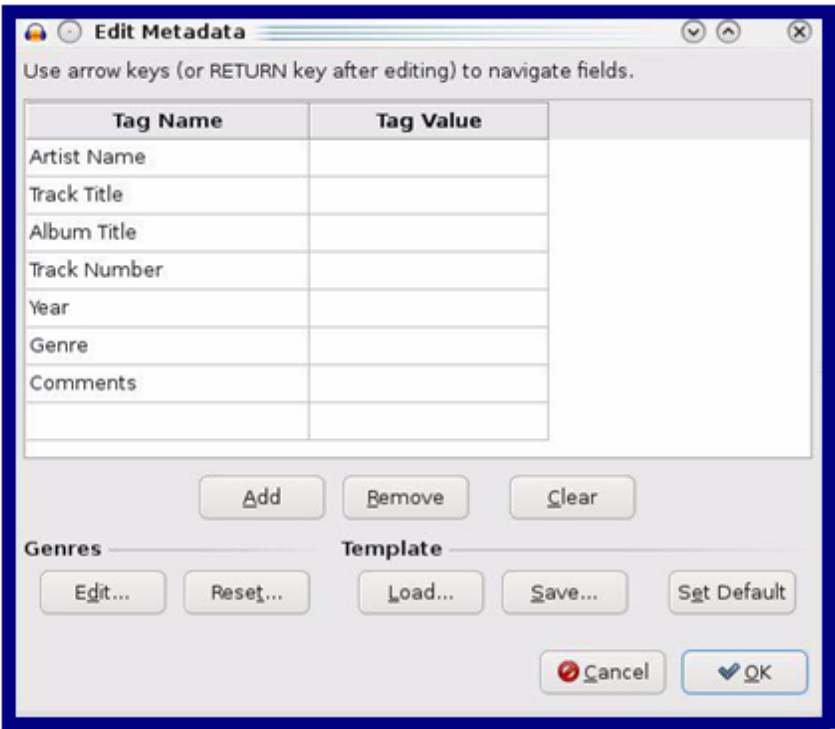 Edit Metadata
Use arrow keys (or RETURN key after editing) to navigate fields.
Tag Name Tag Value
Artist Name
Track Title
Album Title
Track Number
Year
Genre
Comments
Add Remove Clear
Genres Template
Edit... Reset... Load... Save... Set Default
Cancel OK